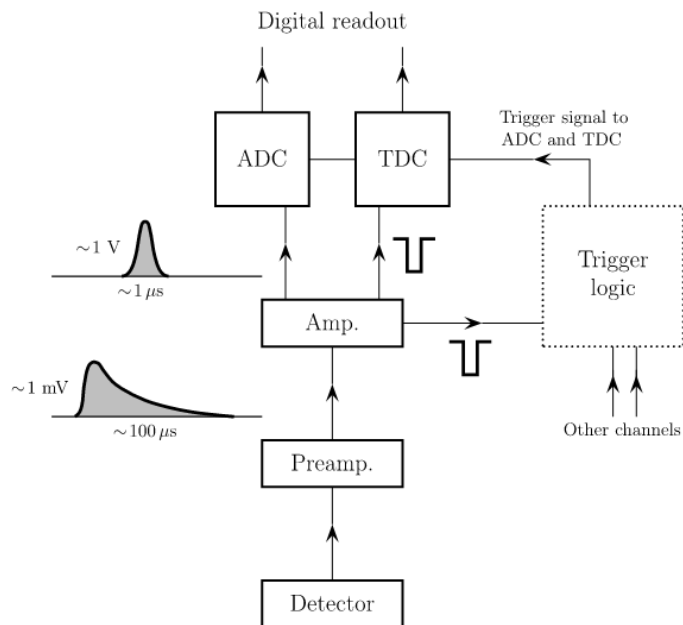 Digital readout
ADC
TDC
Trigger signal to
ADC and TDC
∼1 V
∼1 μs
Trigger
logic
Amp.
∼1 mV
∼100 μs
Other channels
Preamp.
Detector